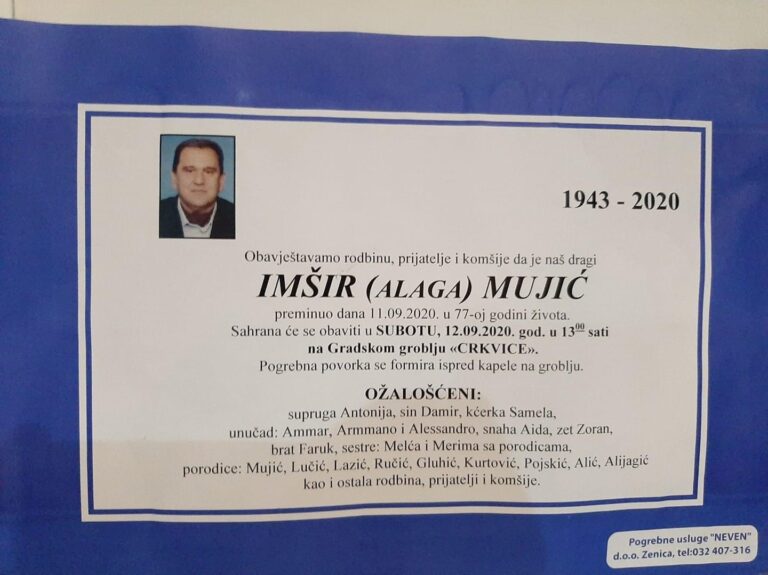 1943 - 2020
Obavještavamo rodbinu, prijatelje i komšije da je naš dragi
IMŠIR (ALAGA) MUJIĆ
preminuo dana 11.09.2020. u 77-oj godini života.
Sahrana će se obaviti u SUBOTU, 12.09.2020. god. u 13⁰⁰ sati
na Gradskom groblju «CRKVICE».
Pogrebna povorka se formira ispred kapele na groblju.
OŽALOŠĆENI:
supruga Antonija, sin Damir, kćerka Samela,
unučad: Ammar, Armmano i Alessandro, snaha Aida, zet Zoran,
brat Faruk, sestre: Melća i Merima sa porodicama,
porodice: Mujić, Lučić, Lazić, Ručić, Gluhić, Kurtović, Pojskić, Alić, Alijagić
kao i ostala rodbina, prijatelji i komšije.
Pogrebne usluge "NEVEN"
d.o.o. Zenica, tel:032 407-316